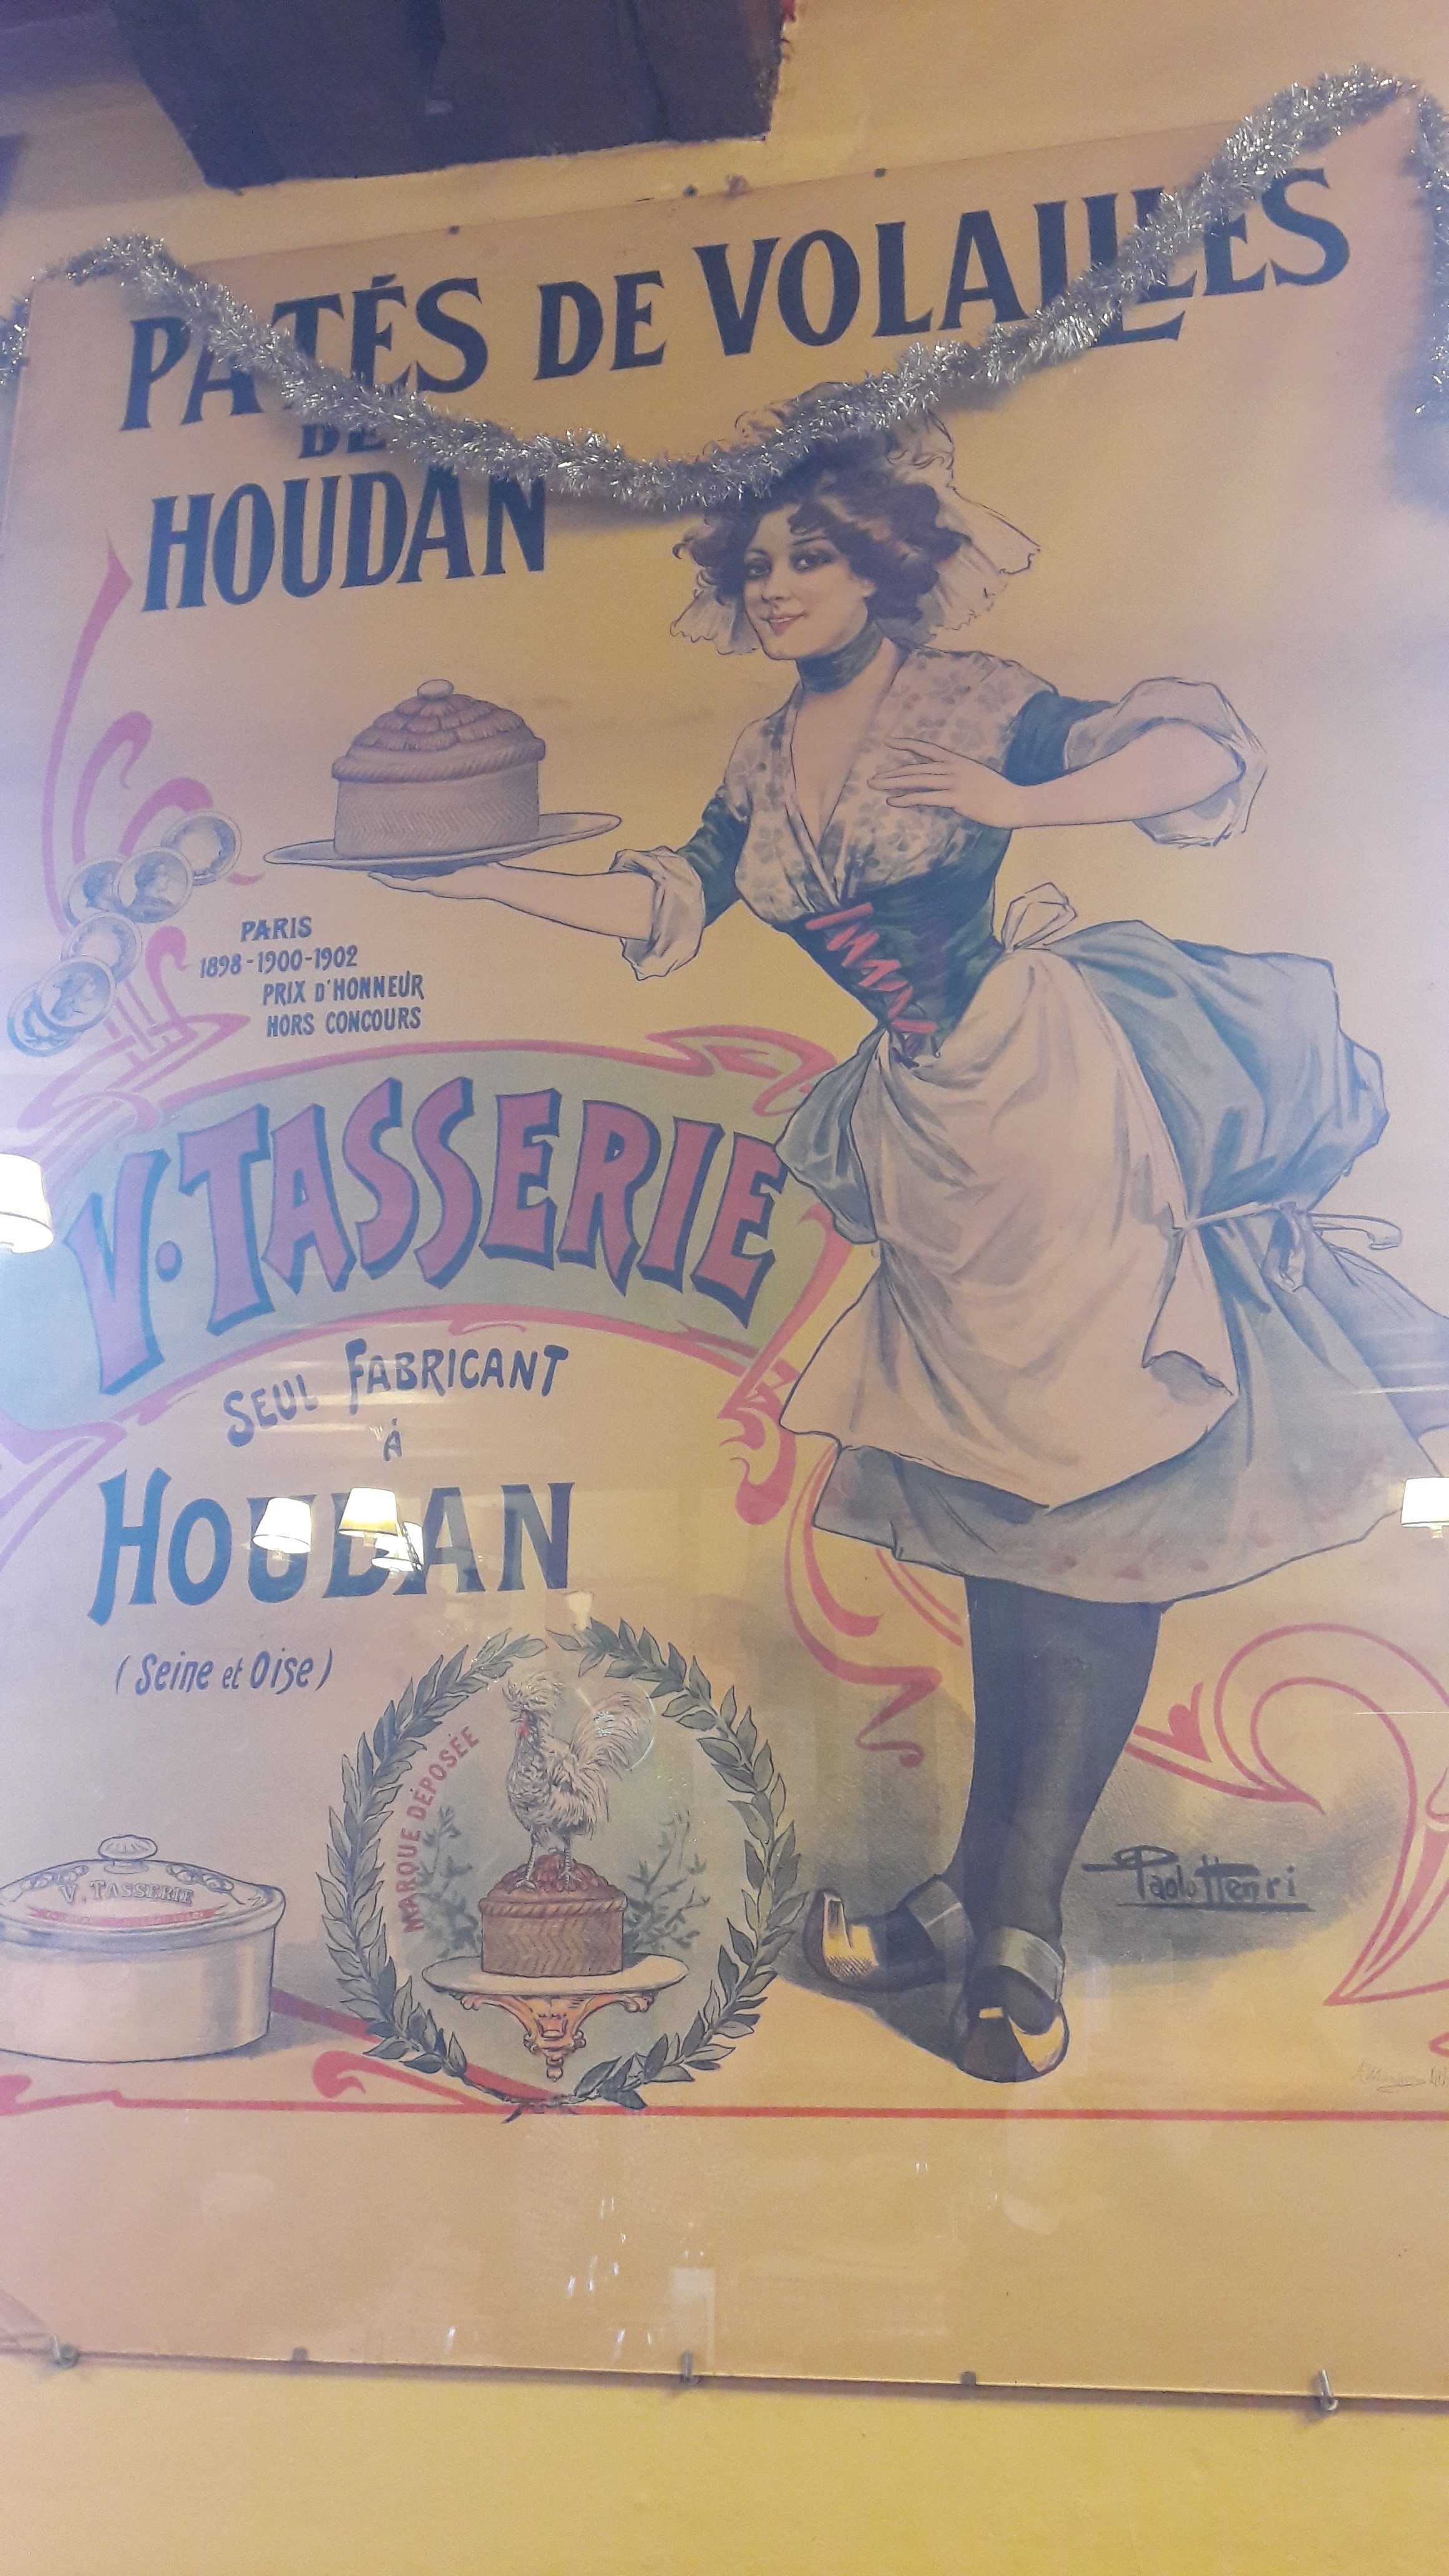 PATÉS DE VOLAILLES
DE
HOUDAN
PARIS
1898-1900-1902
PRIX D'HONNEUR
HORS CONCOURS
V. TASSERIE
SEUL FABRICANT
À
HOUDAN
(Seine et Oise)
MARQUE DÉPOSÉE
V. TASSERIE
Paolo Henri